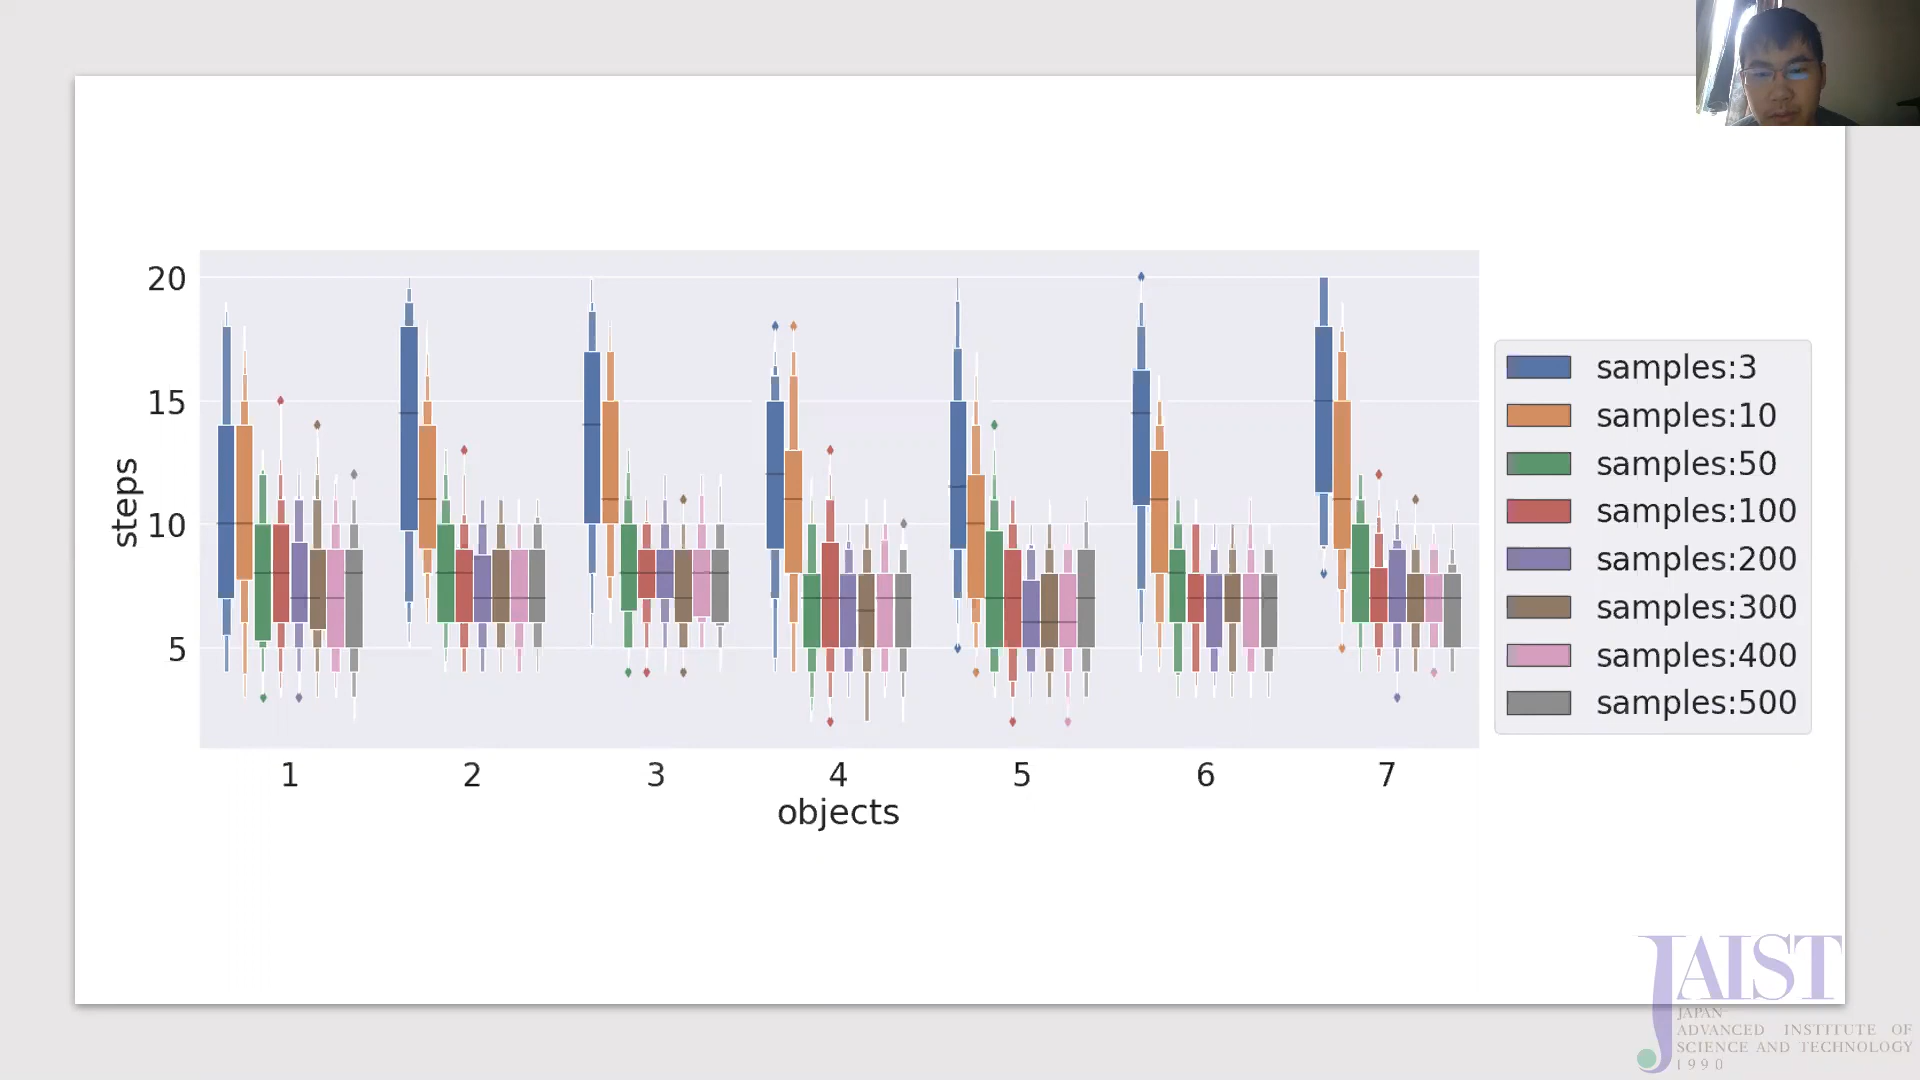 20
15
10
5
steps
1 2 3 4 5 6 7
objects
samples:3
samples:10
samples:50
samples:100
samples:200
samples:300
samples:400
samples:500
JAIST
JAPAN
ADVANCED INSTITUTE OF
SCIENCE AND TECHNOLOGY
1990